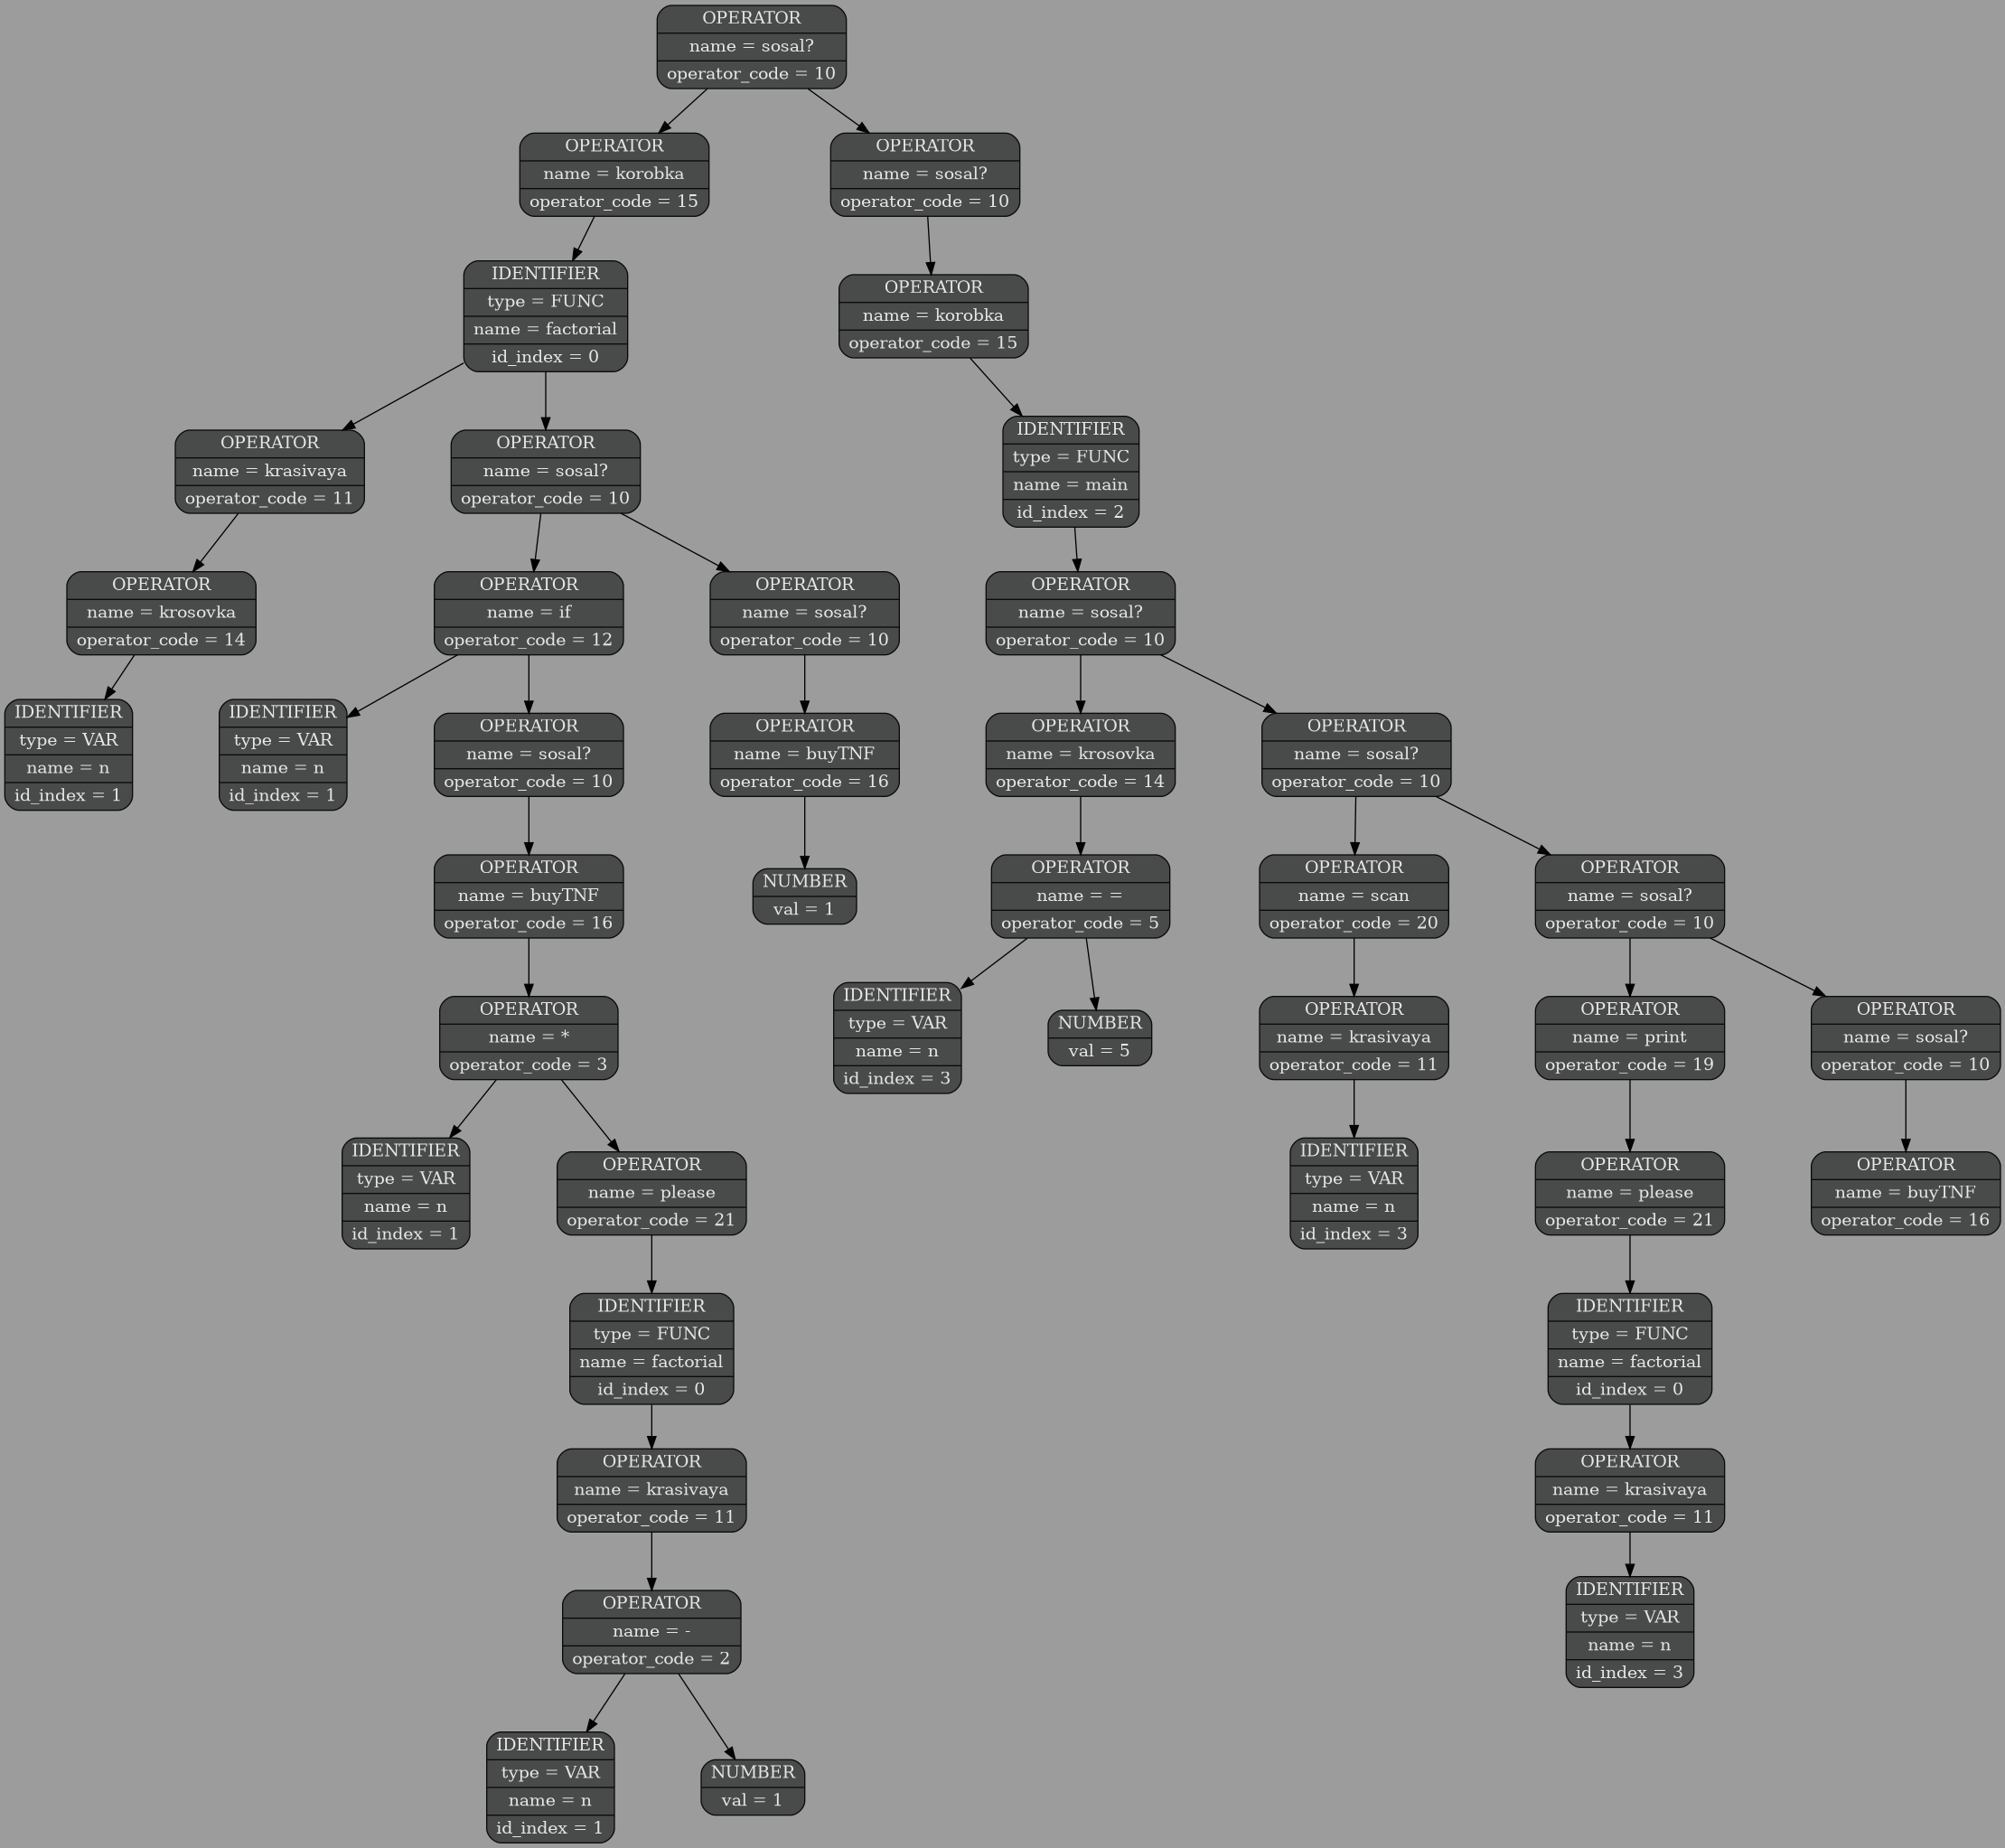 OPERATOR
name = sosal?
operator_code = 10
OPERATOR
name = korobka
operator_code = 15
OPERATOR
name = sosal?
operator_code = 10
IDENTIFIER
type = FUNC
name = factorial
id_index = 0
OPERATOR
name = korobka
operator_code = 15
OPERATOR
name = krasivaya
operator_code = 11
OPERATOR
name = sosal?
operator_code = 10
IDENTIFIER
type = FUNC
name = main
id_index = 2
OPERATOR
name = krosovka
operator_code = 14
OPERATOR
name = if
operator_code = 12
OPERATOR
name = sosal?
operator_code = 10
OPERATOR
name = sosal?
operator_code = 10
IDENTIFIER
type = VAR
name = n
id_index = 1
IDENTIFIER
type = VAR
name = n
id_index = 1
OPERATOR
name = sosal?
operator_code = 10
OPERATOR
name = buyTNF
operator_code = 16
OPERATOR
name = krosovka
operator_code = 14
OPERATOR
name = sosal?
operator_code = 10
OPERATOR
name = buyTNF
operator_code = 16
NUMBER
val = 1
OPERATOR
name = =
operator_code = 5
OPERATOR
name = scan
operator_code = 20
OPERATOR
name = sosal?
operator_code = 10
OPERATOR
name = *
operator_code = 3
IDENTIFIER
type = VAR
name = n
id_index = 3
NUMBER
val = 5
OPERATOR
name = krasivaya
operator_code = 11
OPERATOR
name = print
operator_code = 19
OPERATOR
name = sosal?
operator_code = 10
IDENTIFIER
type = VAR
name = n
id_index = 1
OPERATOR
name = please
operator_code = 21
IDENTIFIER
type = VAR
name = n
id_index = 3
OPERATOR
name = please
operator_code = 21
OPERATOR
name = buyTNF
operator_code = 16
IDENTIFIER
type = FUNC
name = factorial
id_index = 0
IDENTIFIER
type = FUNC
name = factorial
id_index = 0
OPERATOR
name = krasivaya
operator_code = 11
OPERATOR
name = krasivaya
operator_code = 11
OPERATOR
name = -
operator_code = 2
IDENTIFIER
type = VAR
name = n
id_index = 3
IDENTIFIER
type = VAR
name = n
id_index = 1
NUMBER
val = 1